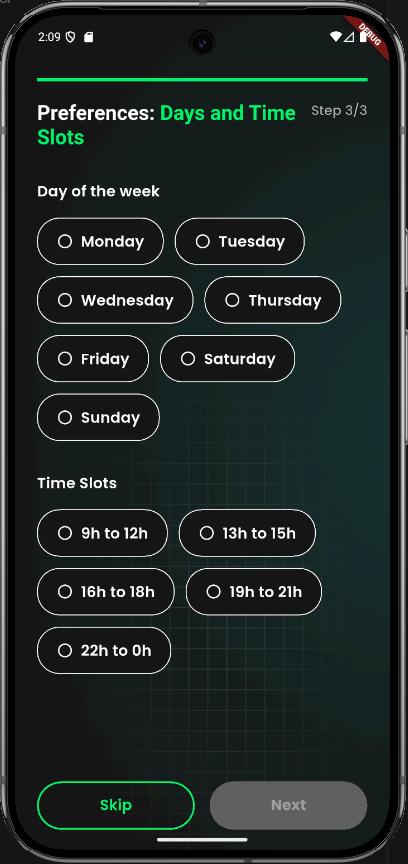 2:09
DEBUG
Preferences: Days and Time Slots
Step 3/3
Day of the week
Monday
Tuesday
Wednesday
Thursday
Friday
Saturday
Sunday
Time Slots
9h to 12h
13h to 15h
16h to 18h
19h to 21h
22h to 0h
Skip
Next